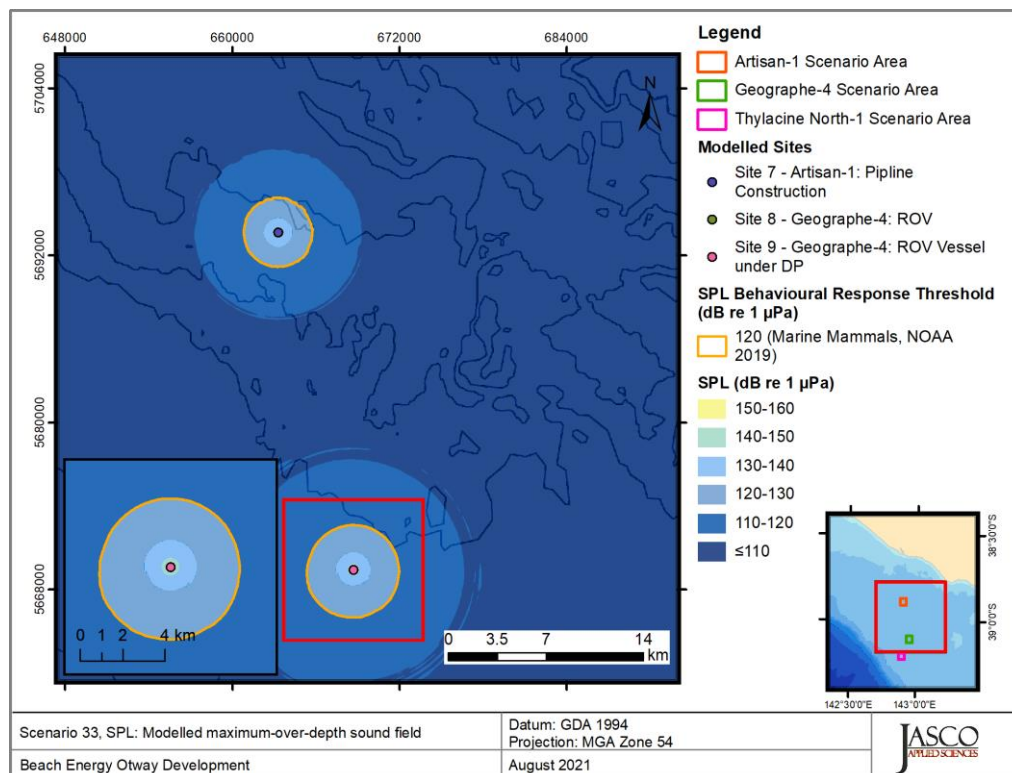 648000 660000 672000 684000
5704000
5692000
5680000
5668000
N
0 1 2 4 km
0 3.5 7 14
km
Legend
Artisan-1 Scenario Area
Geographe-4 Scenario Area
Thylacine North-1 Scenario Area
Modelled Sites
Site 7 - Artisan-1: Pipline
Construction
Site 8 - Geographe-4: ROV
Site 9 - Geographe-4: ROV Vessel
under DP
SPL Behavioural Response Threshold
(dB re 1 µPa)
120 (Marine Mammals, NOAA
2019)
SPL (dB re 1 µPa)
150-160
140-150
130-140
120-130
110-120
≤110
38°30'0"S
39°0'0"S
142°30'0"E 143°0'0"E
Scenario 33, SPL: Modelled maximum-over-depth sound field
Datum: GDA 1994
Projection: MGA Zone 54
Beach Energy Otway Development
August 2021
JASCO
APPLIED SCIENCES